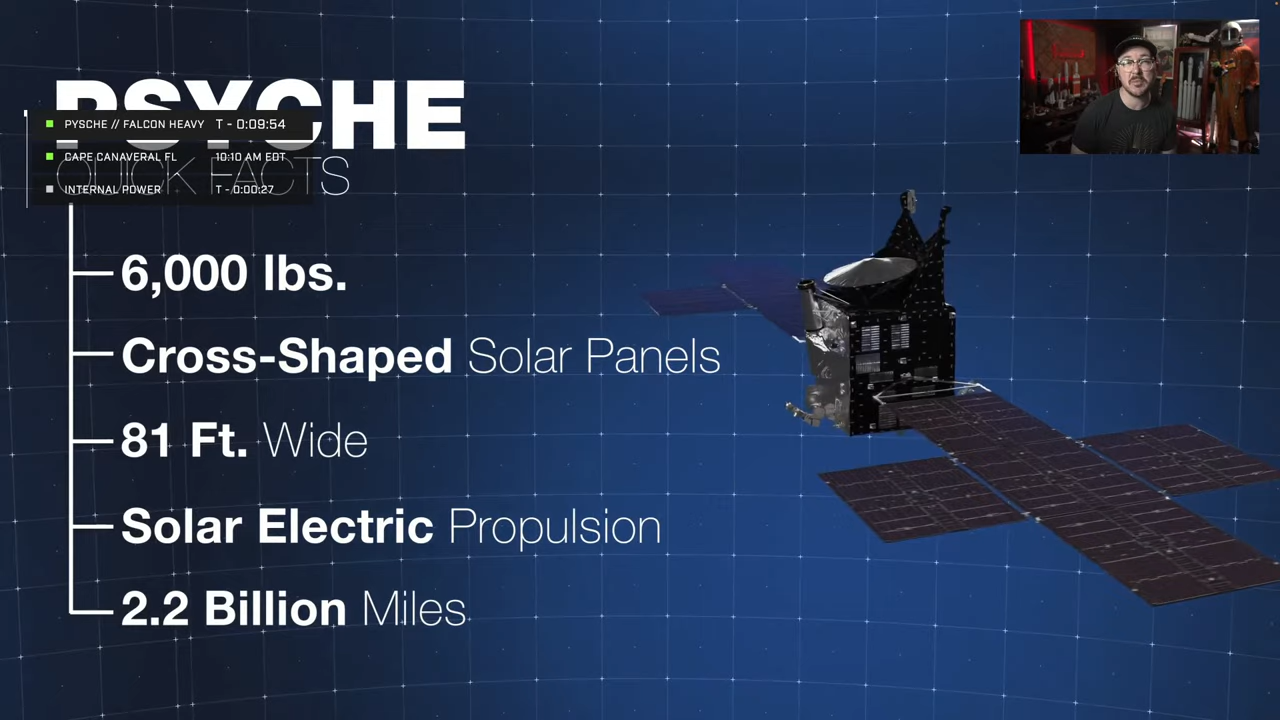 PSYCHE
QUICK FACTS
PYSCHE // FALCON HEAVY T - 0:09:54
CAPE CANAVERAL FL 10:10 AM EDT
INTERNAL POWER T - 0:00:27
6,000 lbs.
Cross-Shaped Solar Panels
81 Ft. Wide
Solar Electric Propulsion
2.2 Billion Miles